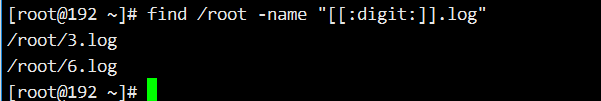 [root@192 ~]# find /root -name "[[:digit:]].log"
/root/3.log
/root/6.log
[root@192 ~]#